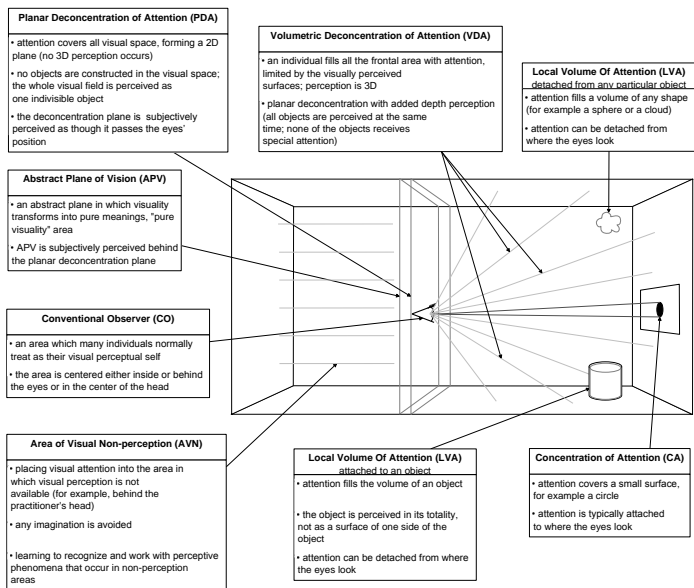 Planar Deconcentration of Attention (PDA)
• attention covers all visual space, forming a 2D
plane (no 3D perception occurs)
• no objects are constructed in the visual space;
the whole visual field is perceived as
one indivisible object
• the deconcentration plane is subjectively
perceived as though it passes the eyes'
position
Volumetric Deconcentration of Attention (VDA)
• an individual fills all the frontal area with attention,
limited by the visually perceived
surfaces; perception is 3D
• planar deconcentration with added depth perception
(all objects are perceived at the same
time; none of the objects receives
special attention)
Local Volume Of Attention (LVA)
detached from any particular object
• attention fills a volume of any shape
(for example a sphere or a cloud)
• attention can be detached from
where the eyes look
Abstract Plane of Vision (APV)
• an abstract plane in which visuality
transforms into pure meanings, "pure
visuality" area
• APV is subjectively perceived behind
the planar deconcentration plane
Conventional Observer (CO)
• an area which many individuals normally
treat as their visual perceptual self
• the area is centered either inside or behind
the eyes or in the center of the head
Area of Visual Non-perception (AVN)
• placing visual attention into the area in
which visual perception is not
available (for example, behind the
practitioner's head)
• any imagination is avoided
• learning to recognize and work with perceptive
phenomena that occur in non-perception
areas
Local Volume Of Attention (LVA)
attached to an object
• attention fills the volume of an object
• the object is perceived in its totality,
not as a surface of one side of the
object
• attention can be detached from where
the eyes look
Concentration of Attention (CA)
• attention covers a small surface,
for example a circle
• attention is typically attached
to where the eyes look